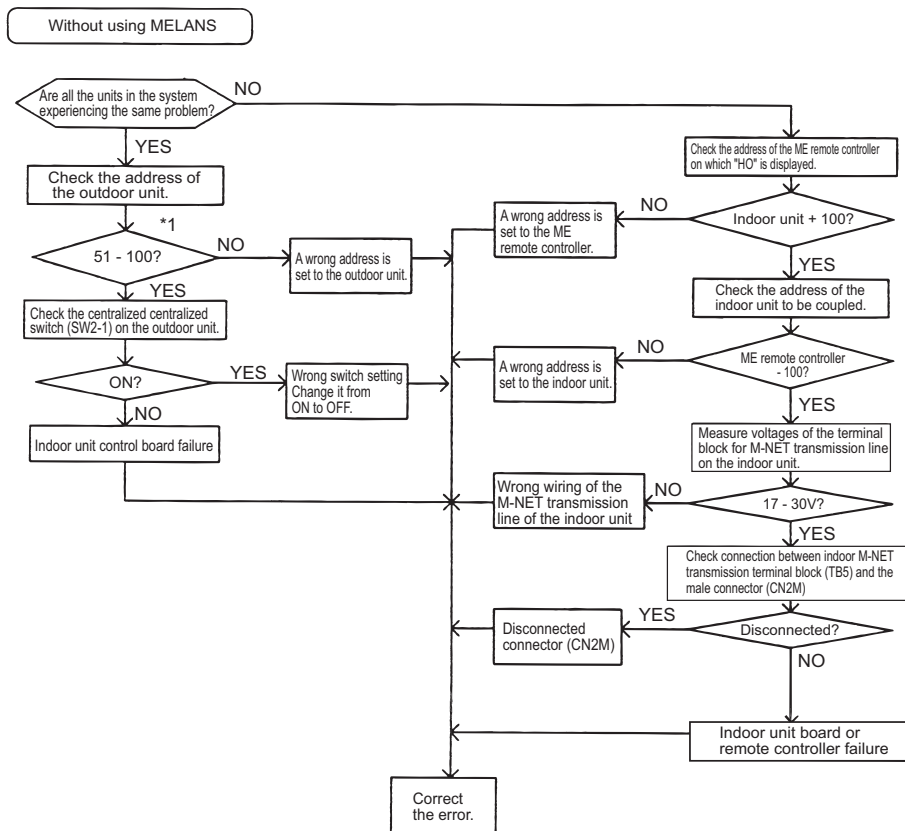 Without using MELANS
Are all the units in the system
experiencing the same problem?
NO
YES
Check the address of
the outdoor unit.
*1
51 - 100?
NO
A wrong address is
set to the outdoor unit.
YES
Check the centralized centralized
switch (SW2-1) on the outdoor unit.
ON?
YES
Wrong switch setting
Change it from
ON to OFF.
NO
Indoor unit control board failure
Check the address of the ME remote controller
on which "HO" is displayed.
Indoor unit + 100?
NO
A wrong address is
set to the ME
remote controller.
YES
Check the address of the
indoor unit to be coupled.
ME remote controller
- 100?
NO
A wrong address is
set to the indoor unit.
YES
Measure voltages of the terminal
block for M-NET transmission line
on the indoor unit.
17 - 30V?
NO
Wrong wiring of the
M-NET transmission
line of the indoor unit
YES
Check connection between indoor M-NET
transmission terminal block (TB5) and the
male connector (CN2M)
Disconnected?
YES
Disconnected
connector (CN2M)
NO
Indoor unit board or
remote controller failure
Correct
the error.